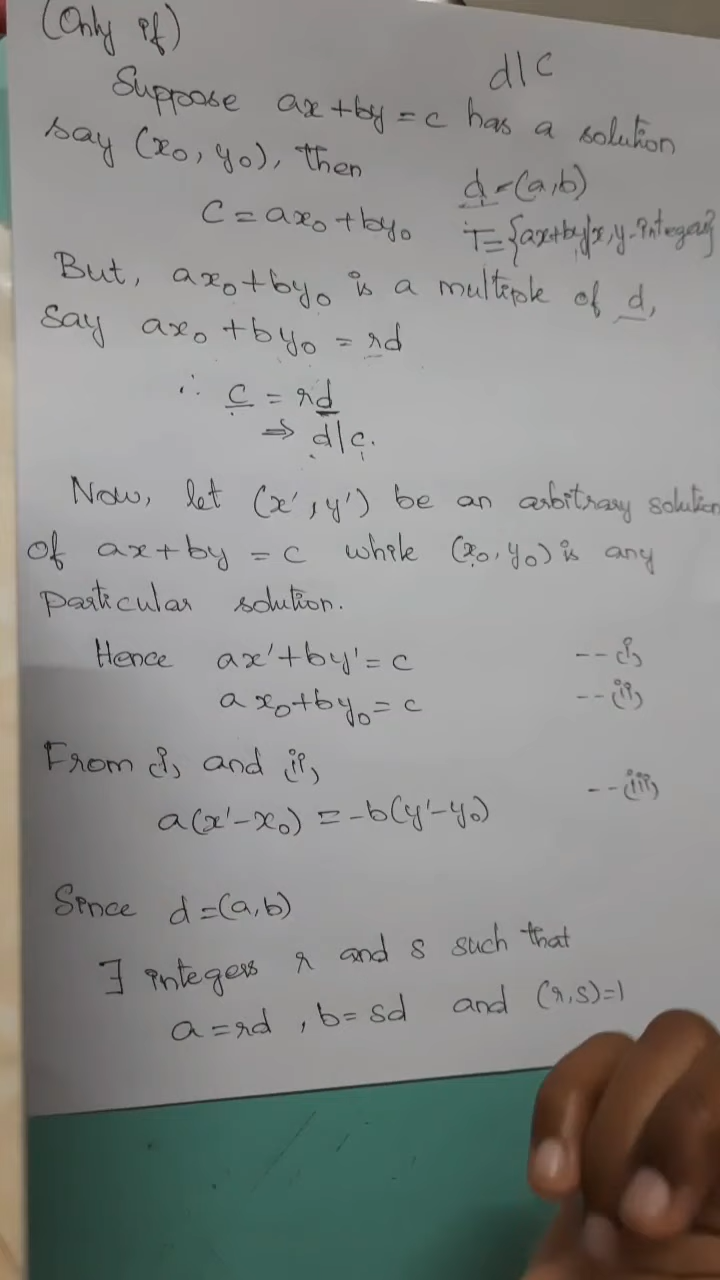 (Only if)
d|c
Suppose ax+by=c has a solution
say (x₀, y₀), then
d=(a,b)
c = ax₀+by₀
T={ax+by|x,y-integers}
But, ax₀+by₀ is a multiple of d,
say ax₀+by₀ = rd
∴ c = rd
⇒ d|c.
Now, let (x',y') be an arbitrary solution
of ax+by = c while (x₀,y₀) is any
particular solution.
Hence ax'+by'=c --(i)
ax₀+by₀=c --(ii)
From (i) and (ii)
a(x'-x₀) = -b(y'-y₀) --(iii)
Since d=(a,b)
∃ integers r and s such that
a=rd, b=sd and (r,s)=1